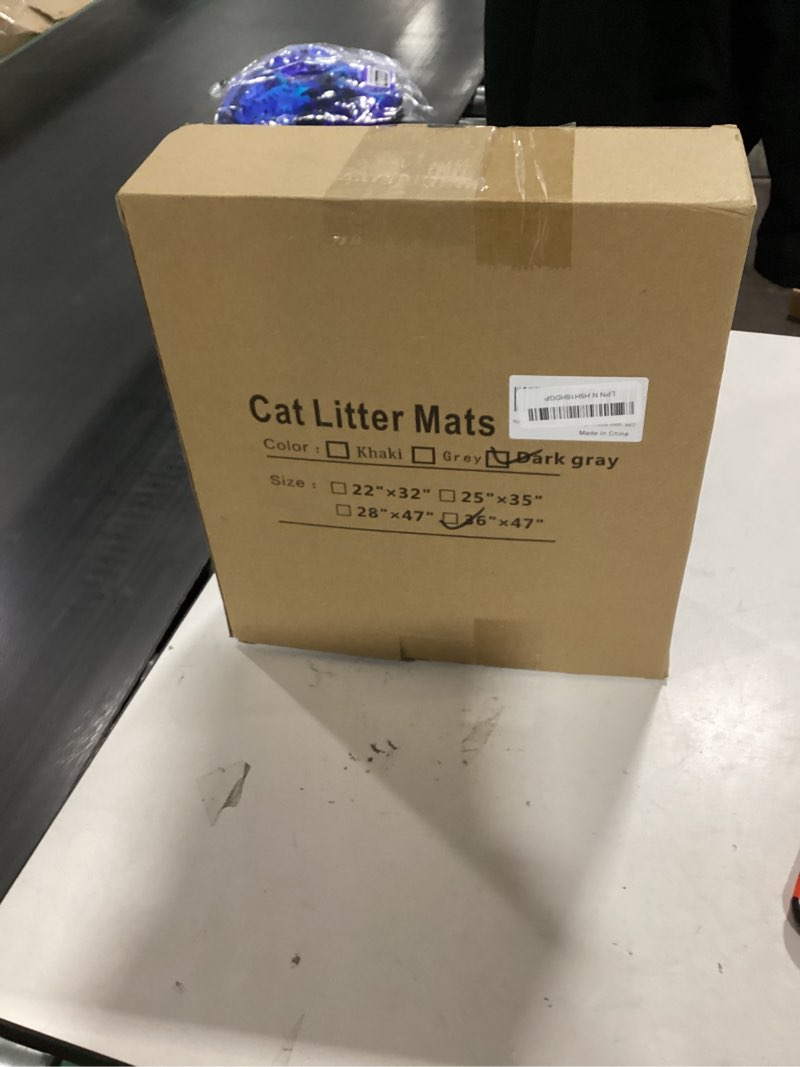 Cat Litter Mats
Color : Khaki Grey Dark gray
Size : 22"×32" 25"×35"
28"×47" 36"×47"
Made in China